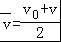 v̅ = v₀+v / 2